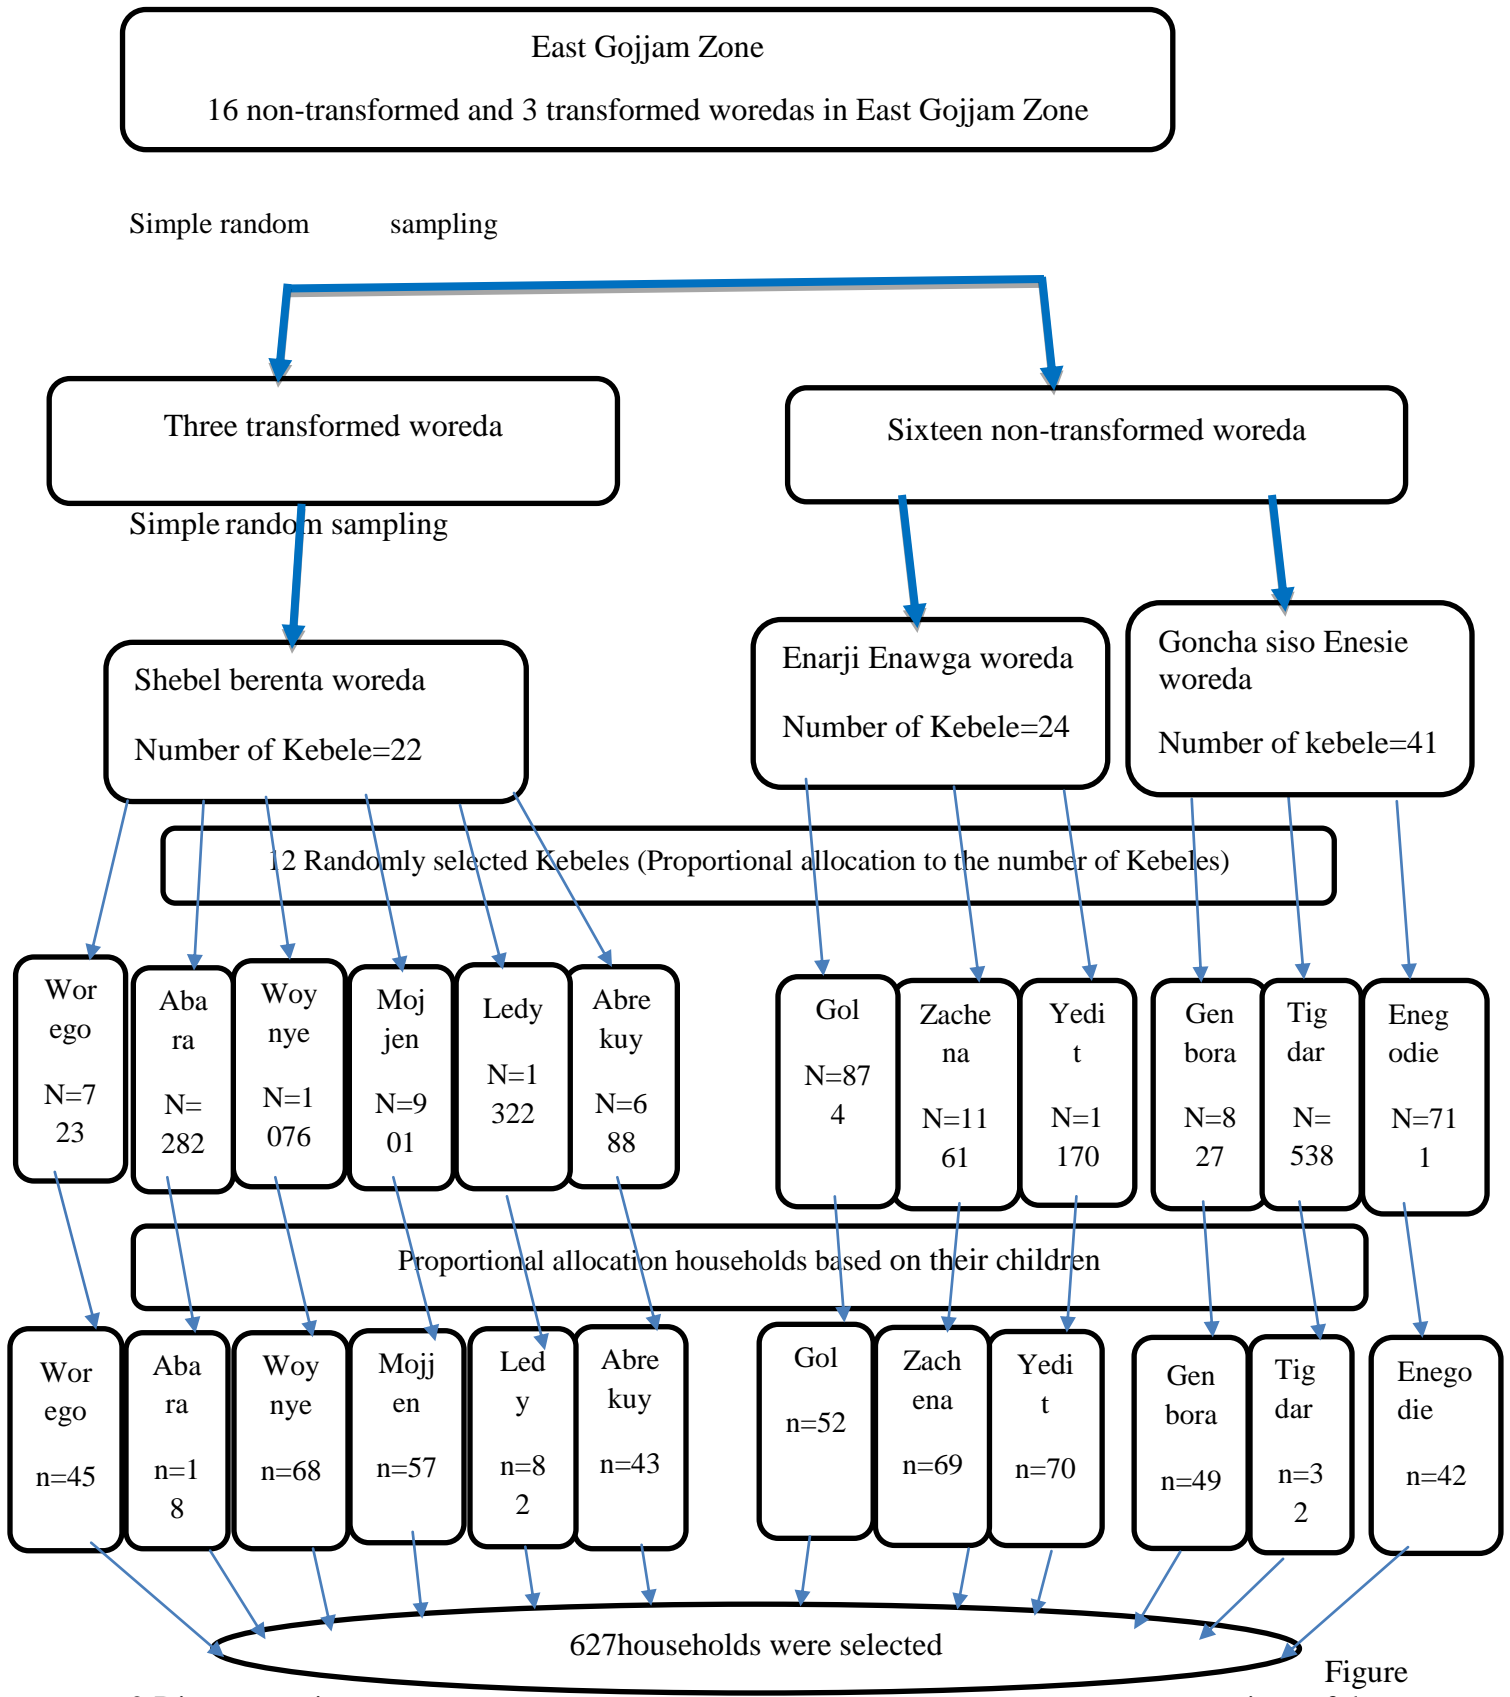 East Gojjam Zone
16 non-transformed and 3 transformed woredas in East Gojjam Zone
Simple random sampling
Three transformed woreda
Sixteen non-transformed woreda
Simple random sampling
Shebel berenta woreda
Number of Kebele=22
Enarji Enawga woreda
Number of Kebele=24
Goncha siso Enesie
woreda
Number of kebele=41
12 Randomly selected Kebeles (Proportional allocation to the number of Kebeles)
Wor
ego
N=7
23
Aba
ra
N=
282
Woy
nye
N=1
076
Moj
jen
N=9
01
Ledy
N=1
322
Abre
kuy
N=6
88
Gol
N=87
4
Zache
na
N=11
61
Yedi
t
N=1
170
Gen
bora
N=8
27
Tig
dar
N=
538
Eneg
odie
N=71
1
Proportional allocation households based on their children
Wor
ego
n=45
Aba
ra
n=1
8
Woy
nye
n=68
Mojj
en
n=57
Led
y
n=8
2
Abre
kuy
n=43
Gol
n=52
Zach
ena
n=69
Yedi
t
n=70
Gen
bora
n=49
Tig
dar
n=3
2
Enego
die
n=42
627households were selected
Figure